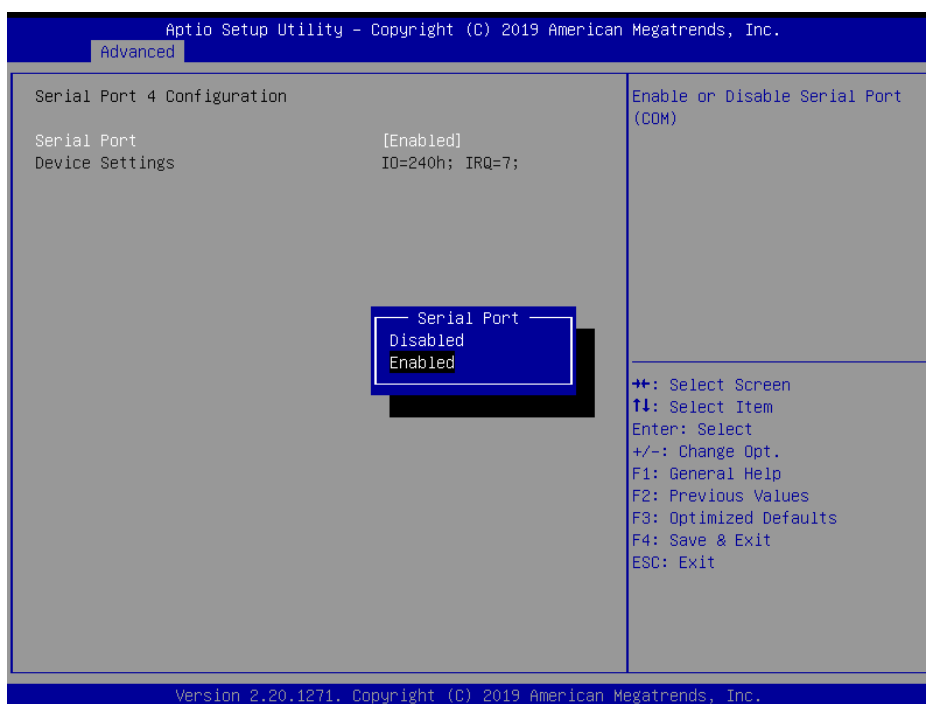 Aptio Setup Utility – Copyright (C) 2019 American Megatrends, Inc.
Advanced
Serial Port 4 Configuration
Serial Port [Enabled]
Device Settings IO=240h; IRQ=7;
Enable or Disable Serial Port
(COM)
Serial Port
Disabled
Enabled
→←: Select Screen
↑↓: Select Item
Enter: Select
+/-: Change Opt.
F1: General Help
F2: Previous Values
F3: Optimized Defaults
F4: Save & Exit
ESC: Exit
Version 2.20.1271. Copyright (C) 2019 American Megatrends, Inc.